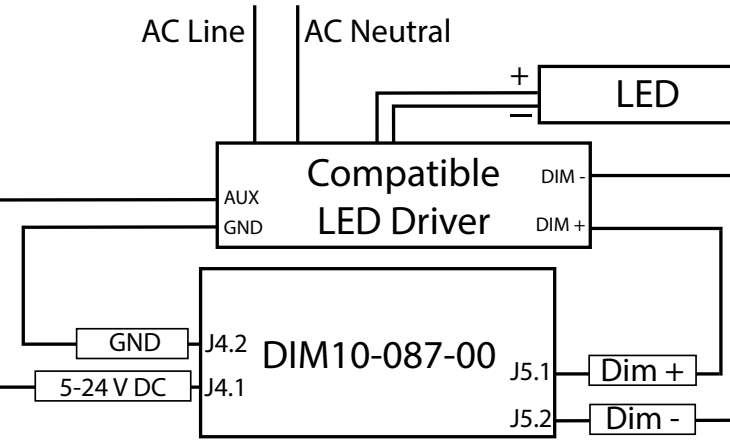 AC Line
AC Neutral
+
−
LED
Compatible
LED Driver
DIM -
DIM +
AUX
GND
DIM10-087-00
GND
J4.2
5-24 V DC
J4.1
J5.1
Dim +
J5.2
Dim -